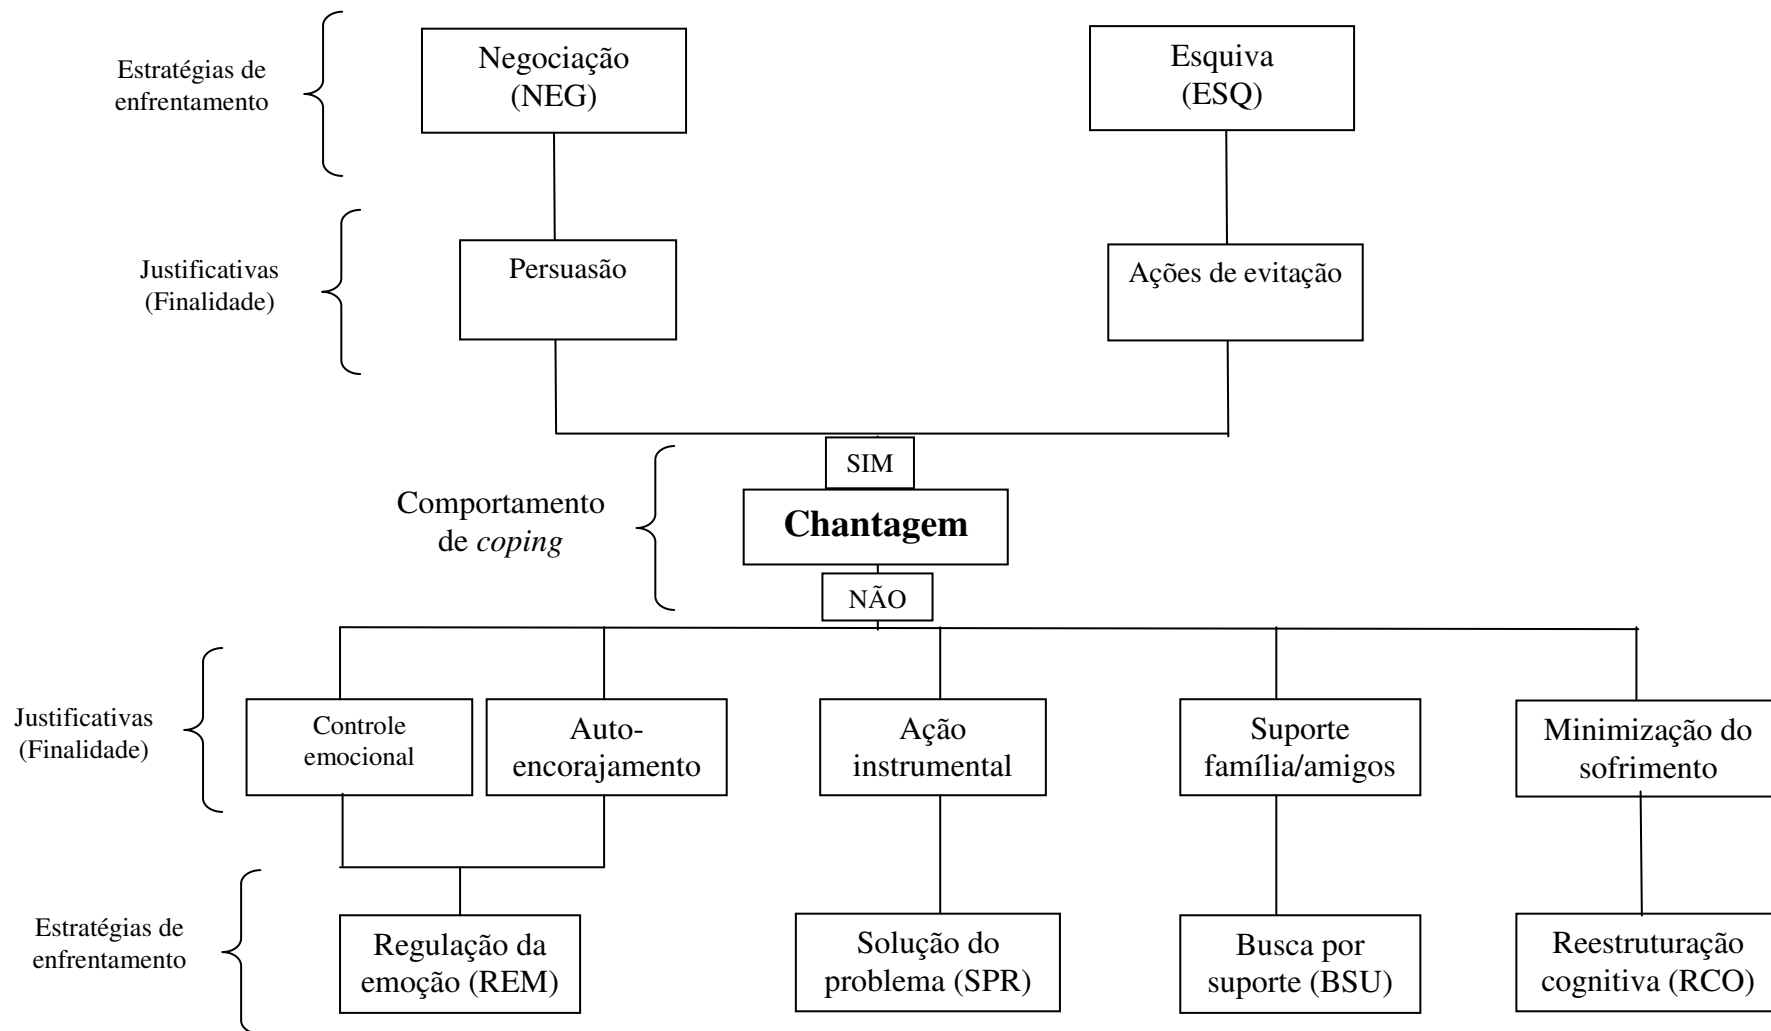 Estratégias de
enfrentamento
Negociação
(NEG)
Esquiva
(ESQ)
Justificativas
(Finalidade)
Persuasão
Ações de evitação
SIM
Comportamento
de coping
Chantagem
NÃO
Justificativas
(Finalidade)
Controle
emocional
Auto-
encorajamento
Ação
instrumental
Suporte
família/amigos
Minimização do
sofrimento
Estratégias de
enfrentamento
Regulação da
emoção (REM)
Solução do
problema (SPR)
Busca por
suporte (BSU)
Reestruturação
cognitiva (RCO)